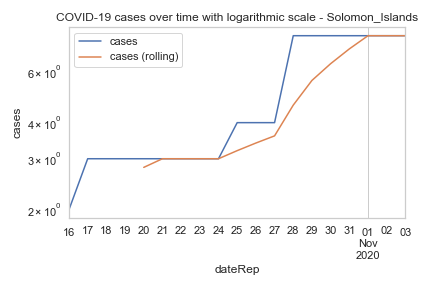 COVID-19 cases over time with logarithmic scale - Solomon_Islands
cases
cases (rolling)
6 × 10⁰
4 × 10⁰
3 × 10⁰
2 × 10⁰
cases
16 17 18 19 20 21 22 23 24 25 26 27 28 29 30 31 01 02 03
Nov
2020
dateRep